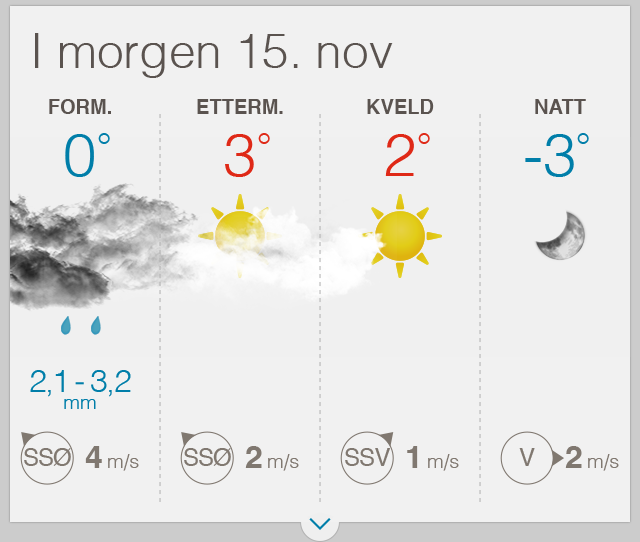 I morgen 15. nov
FORM. ETTERM. KVELD NATT
0° 3° 2° -3°
2,1 - 3,2
mm
SSØ 4 m/s SSØ 2 m/s SSV 1 m/s V 2 m/s